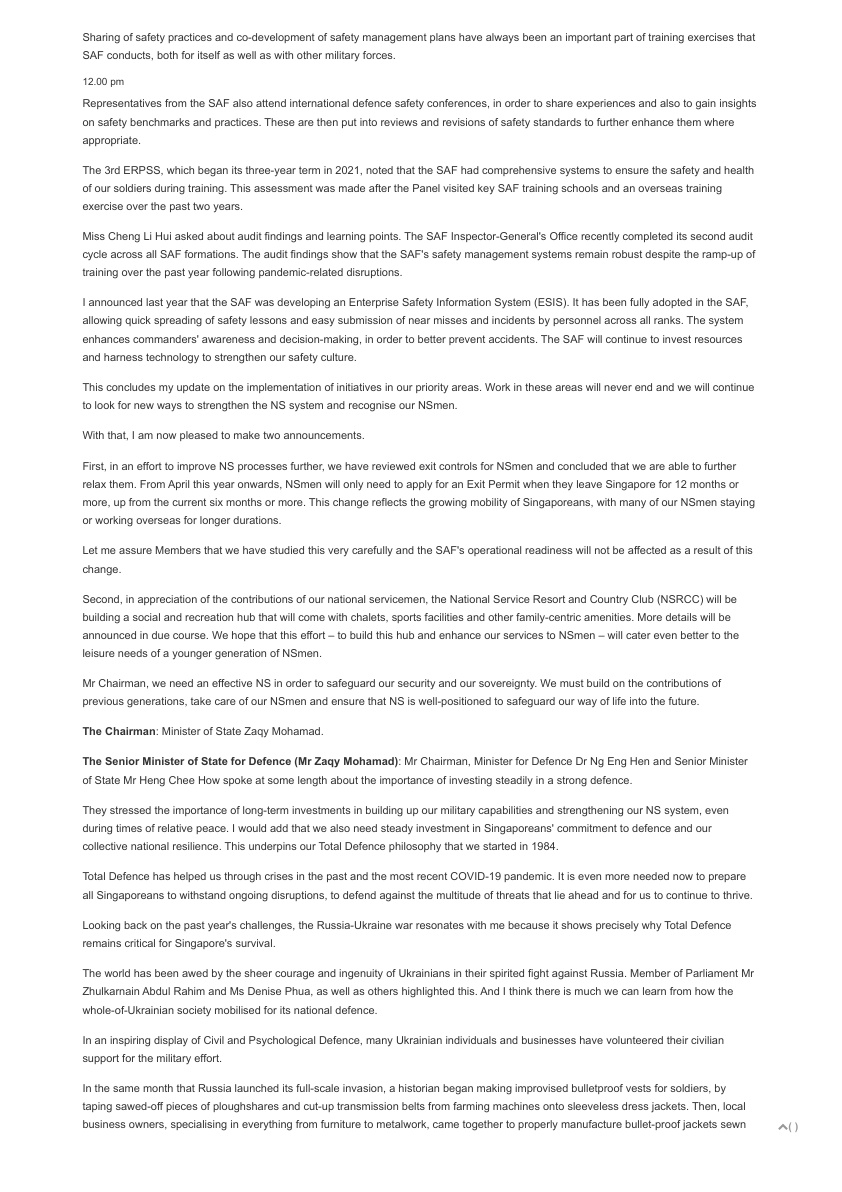 Sharing of safety practices and co-development of safety management plans have always been an important part of training exercises that
SAF conducts, both for itself as well as with other military forces.
12.00 pm
Representatives from the SAF also attend international defence safety conferences, in order to share experiences and also to gain insights
on safety benchmarks and practices. These are then put into reviews and revisions of safety standards to further enhance them where
appropriate.
The 3rd ERPSS, which began its three-year term in 2021, noted that the SAF had comprehensive systems to ensure the safety and health
of our soldiers during training. This assessment was made after the Panel visited key SAF training schools and an overseas training
exercise over the past two years.
Miss Cheng Li Hui asked about audit findings and learning points. The SAF Inspector-General's Office recently completed its second audit
cycle across all SAF formations. The audit findings show that the SAF's safety management systems remain robust despite the ramp-up of
training over the past year following pandemic-related disruptions.
I announced last year that the SAF was developing an Enterprise Safety Information System (ESIS). It has been fully adopted in the SAF,
allowing quick spreading of safety lessons and easy submission of near misses and incidents by personnel across all ranks. The system
enhances commanders' awareness and decision-making, in order to better prevent accidents. The SAF will continue to invest resources
and harness technology to strengthen our safety culture.
This concludes my update on the implementation of initiatives in our priority areas. Work in these areas will never end and we will continue
to look for new ways to strengthen the NS system and recognise our NSmen.
With that, I am now pleased to make two announcements.
First, in an effort to improve NS processes further, we have reviewed exit controls for NSmen and concluded that we are able to further
relax them. From April this year onwards, NSmen will only need to apply for an Exit Permit when they leave Singapore for 12 months or
more, up from the current six months or more. This change reflects the growing mobility of Singaporeans, with many of our NSmen staying
or working overseas for longer durations.
Let me assure Members that we have studied this very carefully and the SAF's operational readiness will not be affected as a result of this
change.
Second, in appreciation of the contributions of our national servicemen, the National Service Resort and Country Club (NSRCC) will be
building a social and recreation hub that will come with chalets, sports facilities and other family-centric amenities. More details will be
announced in due course. We hope that this effort – to build this hub and enhance our services to NSmen – will cater even better to the
leisure needs of a younger generation of NSmen.
Mr Chairman, we need an effective NS in order to safeguard our security and our sovereignty. We must build on the contributions of
previous generations, take care of our NSmen and ensure that NS is well-positioned to safeguard our way of life into the future.
The Chairman: Minister of State Zaqy Mohamad.
The Senior Minister of State for Defence (Mr Zaqy Mohamad): Mr Chairman, Minister for Defence Dr Ng Eng Hen and Senior Minister
of State Mr Heng Chee How spoke at some length about the importance of investing steadily in a strong defence.
They stressed the importance of long-term investments in building up our military capabilities and strengthening our NS system, even
during times of relative peace. I would add that we also need steady investment in Singaporeans' commitment to defence and our
collective national resilience. This underpins our Total Defence philosophy that we started in 1984.
Total Defence has helped us through crises in the past and the most recent COVID-19 pandemic. It is even more needed now to prepare
all Singaporeans to withstand ongoing disruptions, to defend against the multitude of threats that lie ahead and for us to continue to thrive.
Looking back on the past year's challenges, the Russia-Ukraine war resonates with me because it shows precisely why Total Defence
remains critical for Singapore's survival.
The world has been awed by the sheer courage and ingenuity of Ukrainians in their spirited fight against Russia. Member of Parliament Mr
Zhulkarnain Abdul Rahim and Ms Denise Phua, as well as others highlighted this. And I think there is much we can learn from how the
whole-of-Ukrainian society mobilised for its national defence.
In an inspiring display of Civil and Psychological Defence, many Ukrainian individuals and businesses have volunteered their civilian
support for the military effort.
In the same month that Russia launched its full-scale invasion, a historian began making improvised bulletproof vests for soldiers, by
taping sawed-off pieces of ploughshares and cut-up transmission belts from farming machines onto sleeveless dress jackets. Then, local
business owners, specialising in everything from furniture to metalwork, came together to properly manufacture bullet-proof jackets sewn
( )